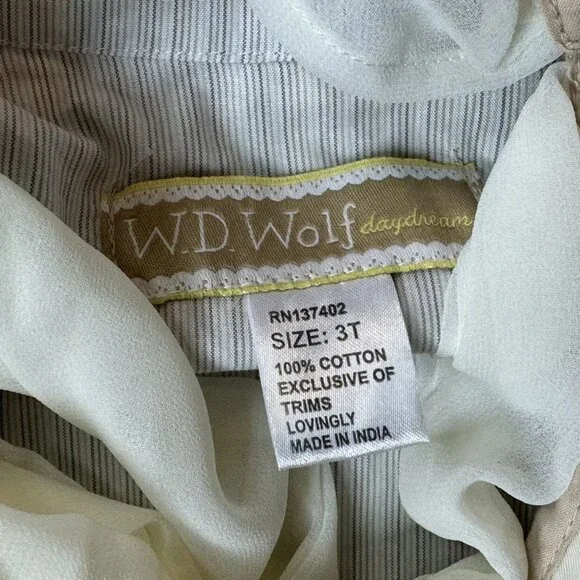 W.D. Wolf daydream
RN137402
SIZE: 3T
100% COTTON
EXCLUSIVE OF
TRIMS
LOVINGLY
MADE IN INDIA